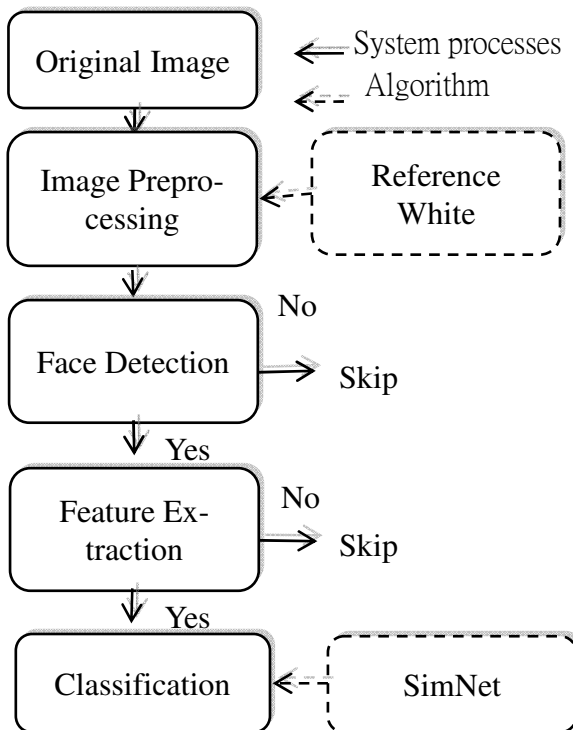 Original Image
System processes
Algorithm
Image Prepro-
cessing
Reference
White
No
Face Detection
Skip
Yes
Feature Ex-
traction
No
Skip
Yes
Classification
SimNet